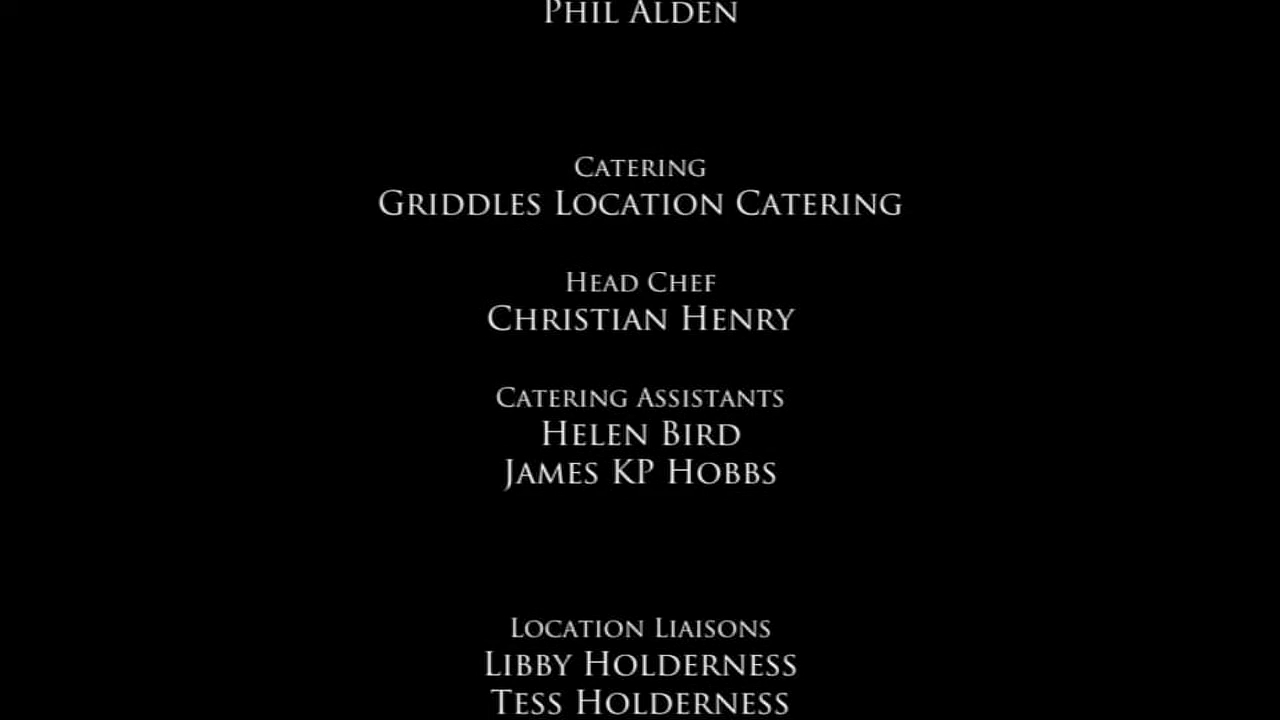 Phil Alden
Catering
Griddles Location Catering
Head Chef
Christian Henry
Catering Assistants
Helen Bird
James KP Hobbs
Location Liaisons
Libby Holderness
Tess Holderness